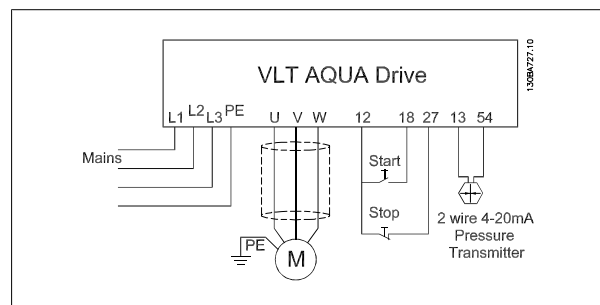 VLT AQUA Drive
130BA727.10
L1 L2 L3 PE U V W 12 18 27 13 54
Mains
Start
Stop
2 wire 4-20mA
Pressure
Transmitter
PE
M